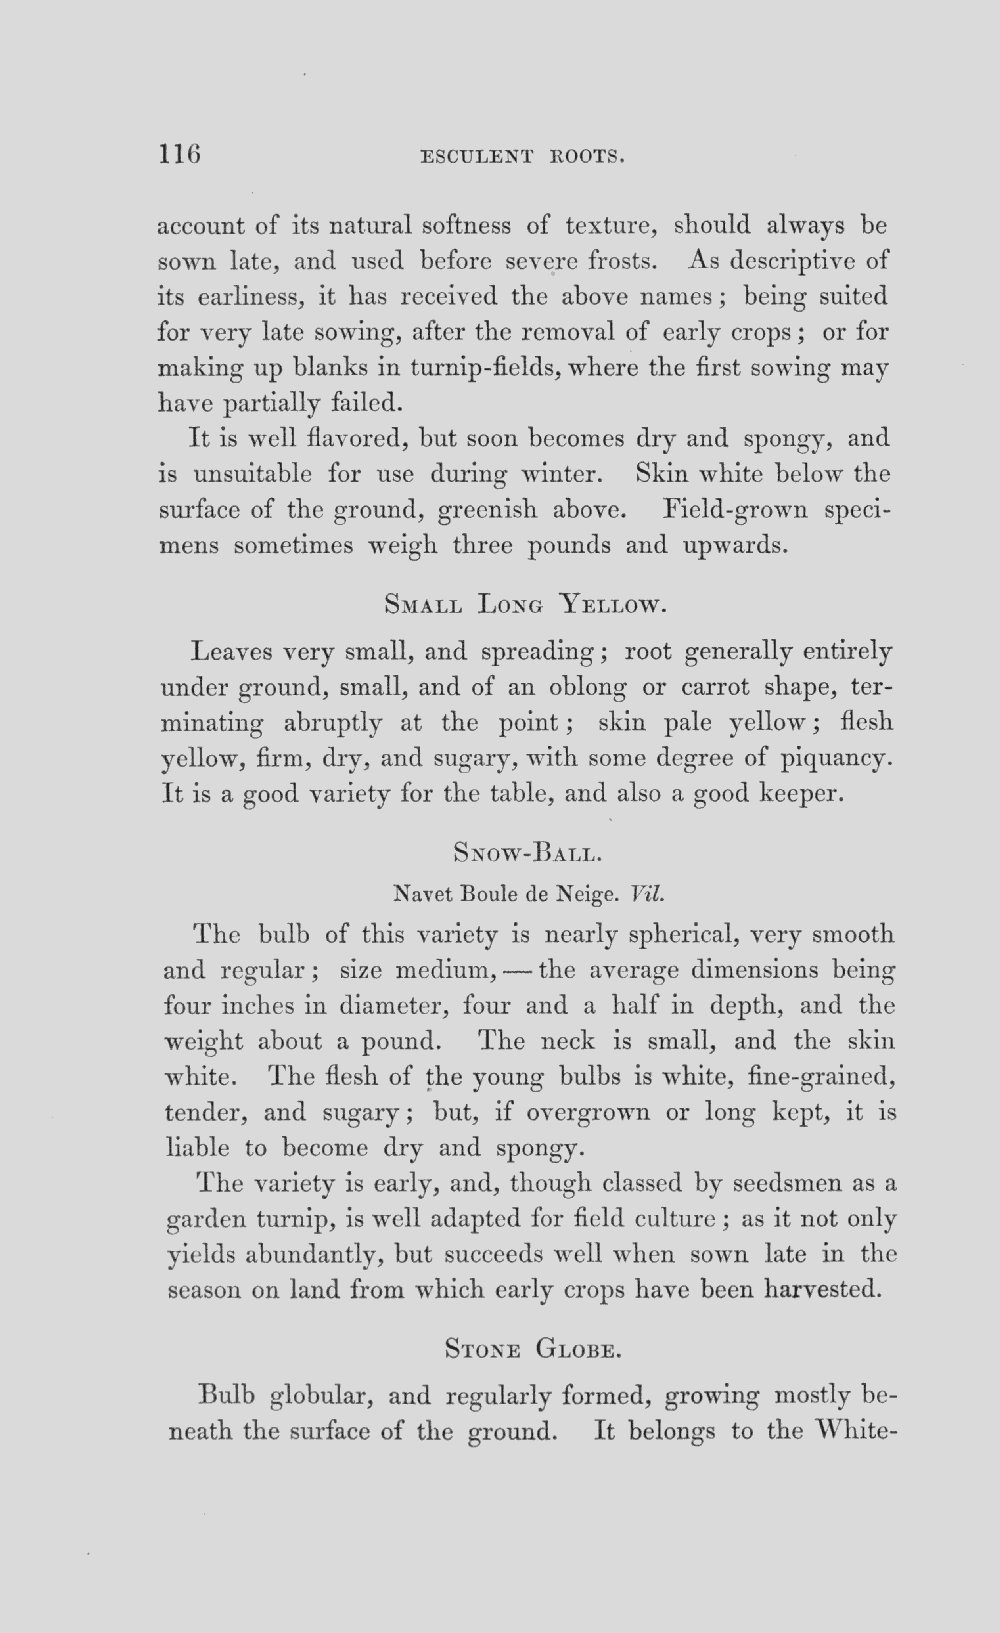 116 ESCULENT ROOTS.
account of its natural softness of texture, should always be
sown late, and used before severe frosts. As descriptive of
its earliness, it has received the above names; being suited
for very late sowing, after the removal of early crops; or for
making up blanks in turnip-fields, where the first sowing may
have partially failed.
It is well flavored, but soon becomes dry and spongy, and
is unsuitable for use during winter. Skin white below the
surface of the ground, greenish above. Field-grown speci-
mens sometimes weigh three pounds and upwards.
SMALL LONG YELLOW.
Leaves very small, and spreading; root generally entirely
under ground, small, and of an oblong or carrot shape, ter-
minating abruptly at the point; skin pale yellow; flesh
yellow, firm, dry, and sugary, with some degree of piquancy.
It is a good variety for the table, and also a good keeper.
SNOW-BALL.
Navet Boule de Neige. Vil.
The bulb of this variety is nearly spherical, very smooth
and regular; size medium, — the average dimensions being
four inches in diameter, four and a half in depth, and the
weight about a pound. The neck is small, and the skin
white. The flesh of the young bulbs is white, fine-grained,
tender, and sugary; but, if overgrown or long kept, it is
liable to become dry and spongy.
The variety is early, and, though classed by seedsmen as a
garden turnip, is well adapted for field culture; as it not only
yields abundantly, but succeeds well when sown late in the
season on land from which early crops have been harvested.
STONE GLOBE.
Bulb globular, and regularly formed, growing mostly be-
neath the surface of the ground. It belongs to the White-